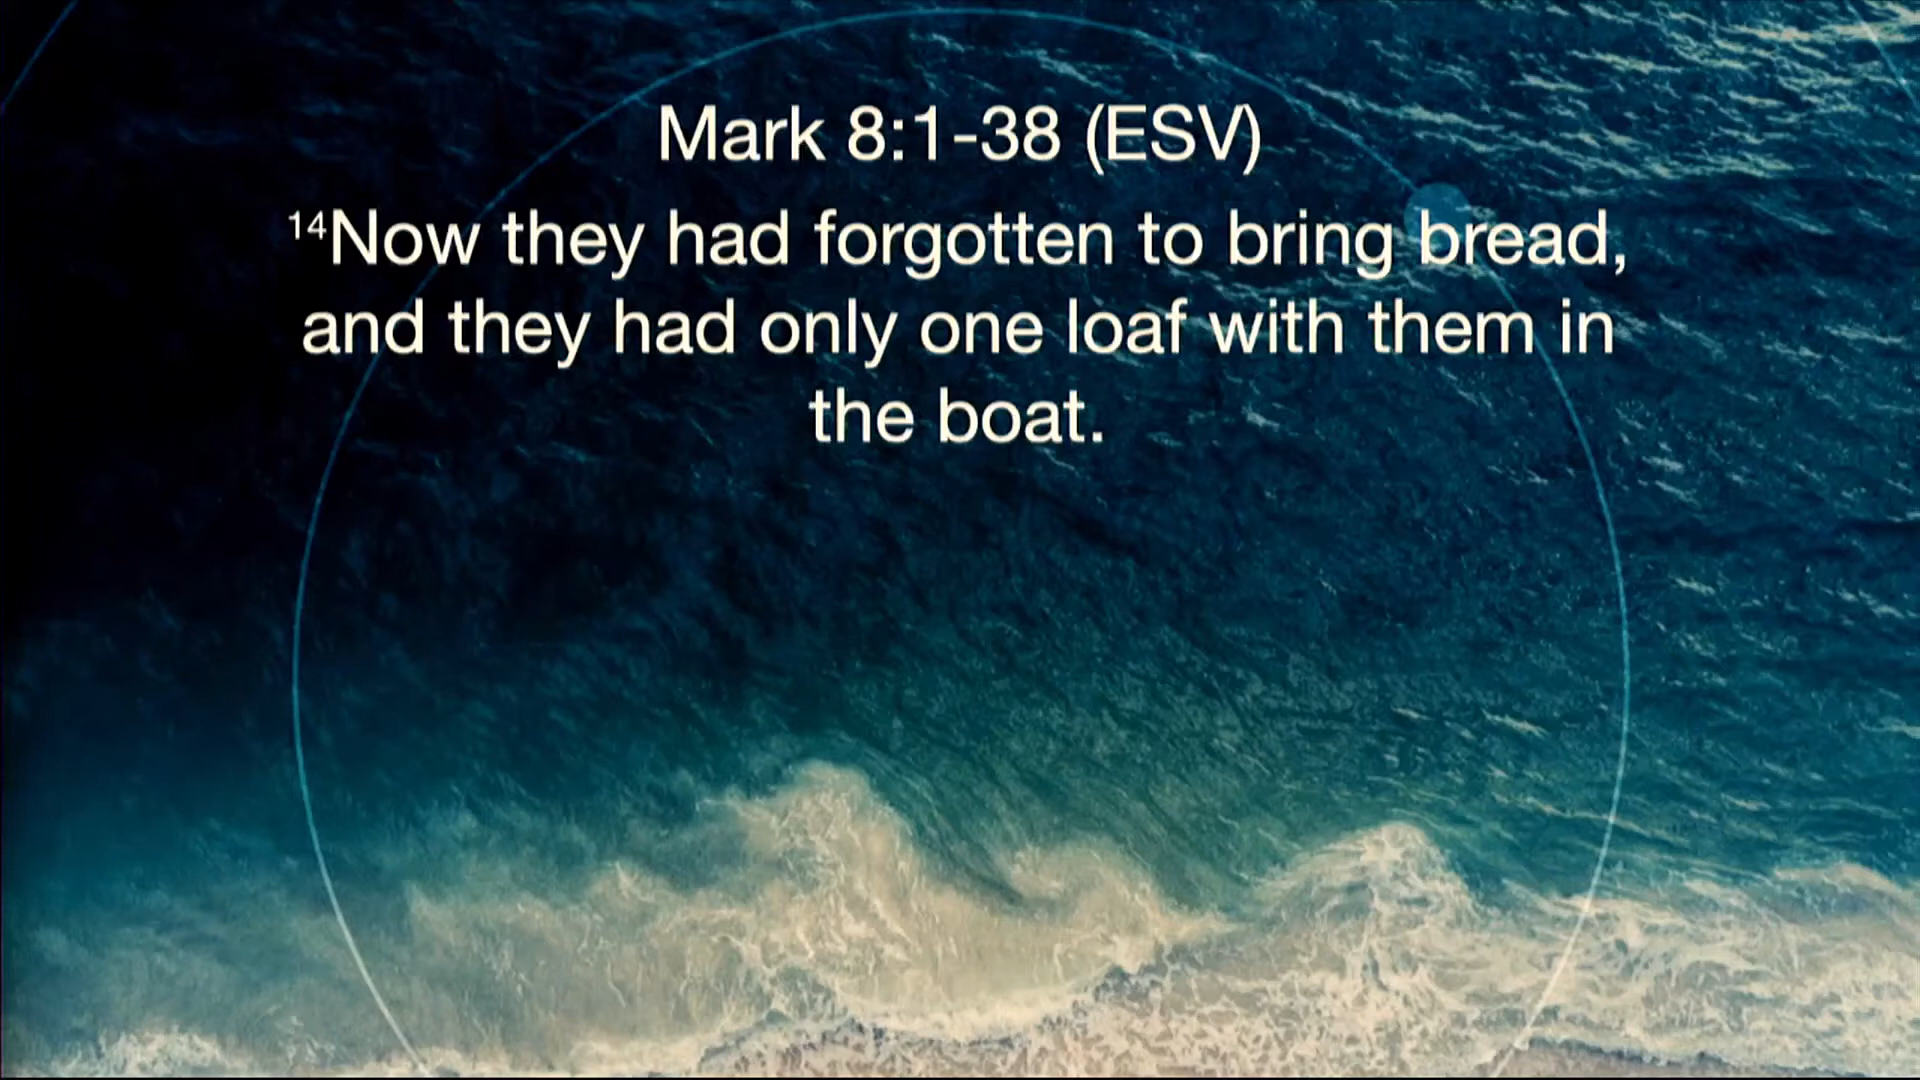 Mark 8:1-38 (ESV)
14Now they had forgotten to bring bread,
and they had only one loaf with them in
the boat.